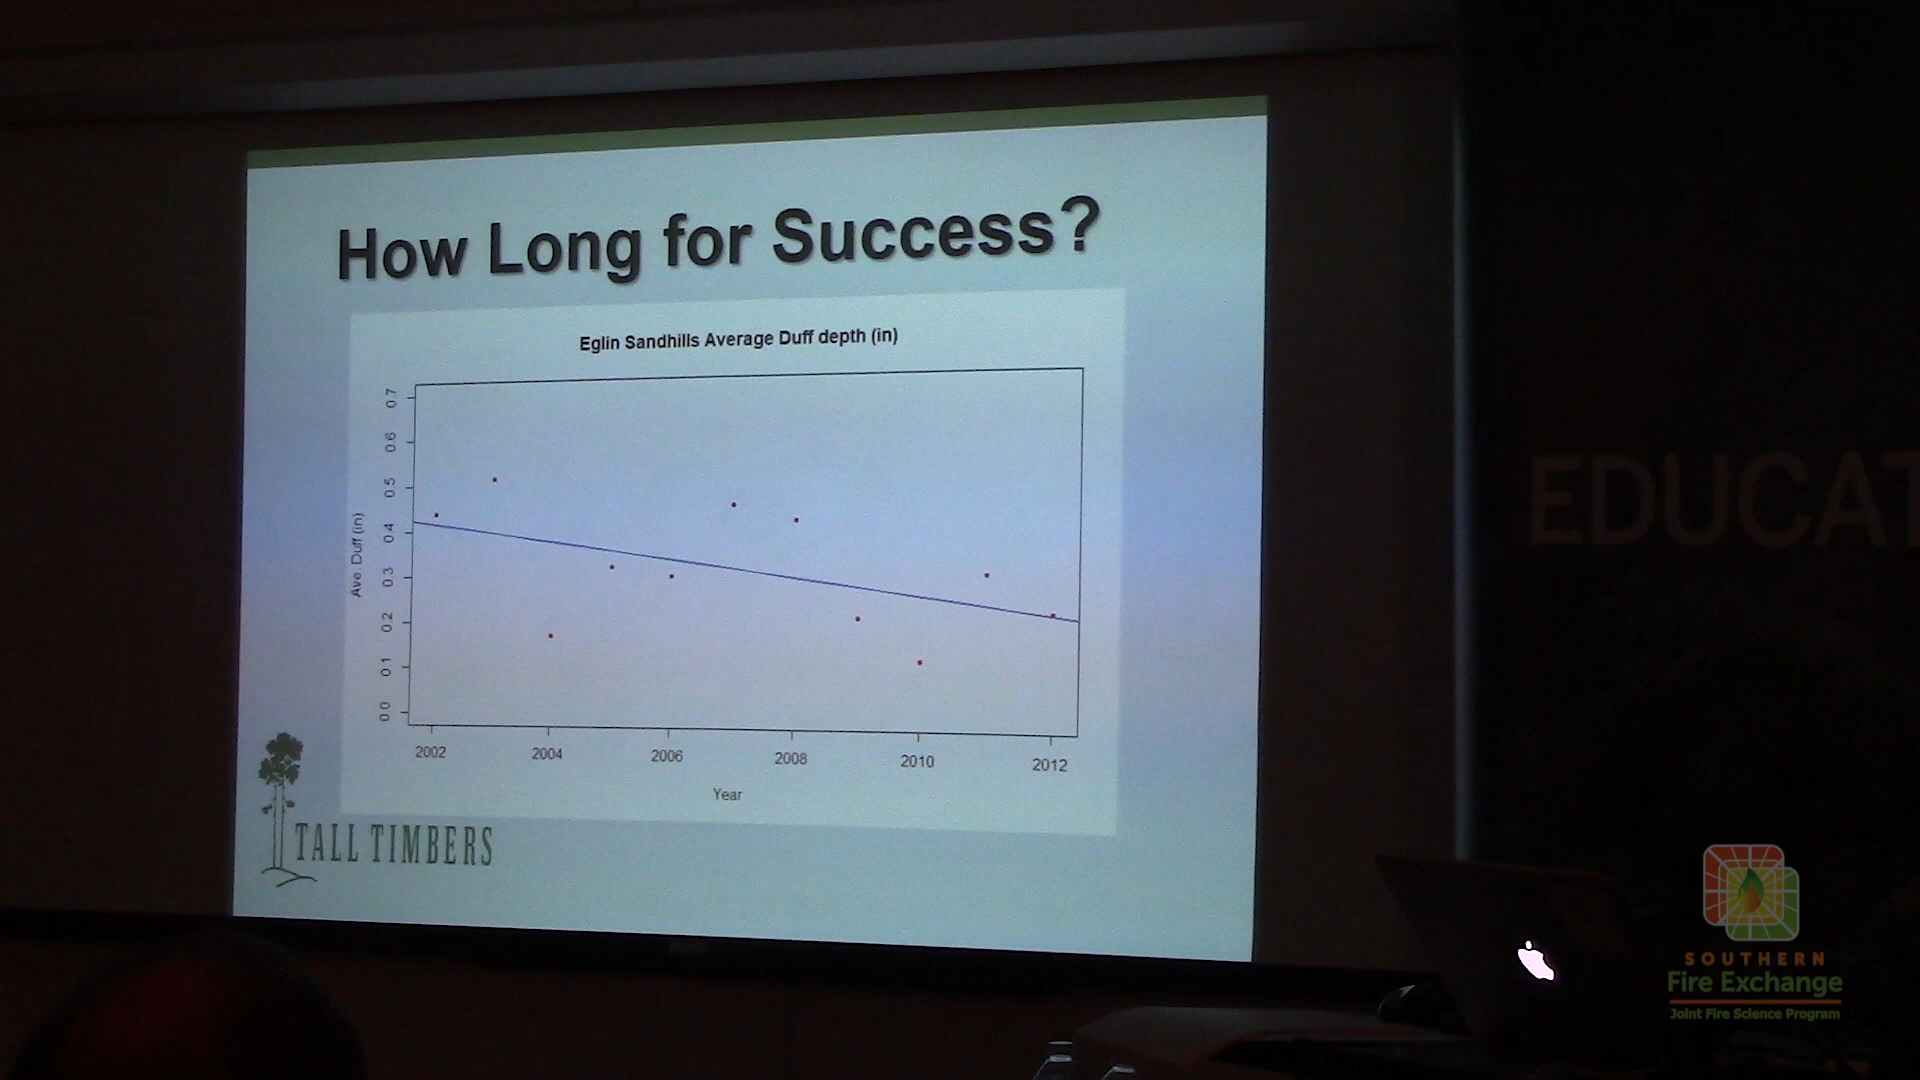 How Long for Success?
Eglin Sandhills Average Duff depth (in)
0.7
0.6
0.5
0.4
0.3
0.2
0.1
0.0
Ave. Duff (in)
2002 2004 2006 2008 2010 2012
Year
TALL TIMBERS
EDUCAT
SOUTHERN
Fire Exchange
Joint Fire Science Program